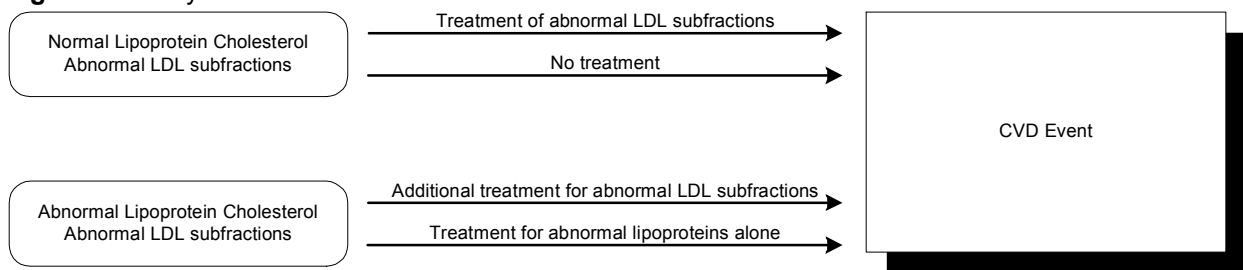 Normal Lipoprotein Cholesterol
Abnormal LDL subfractions
Treatment of abnormal LDL subfractions
No treatment
CVD Event
Abnormal Lipoprotein Cholesterol
Abnormal LDL subfractions
Additional treatment for abnormal LDL subfractions
Treatment for abnormal lipoproteins alone